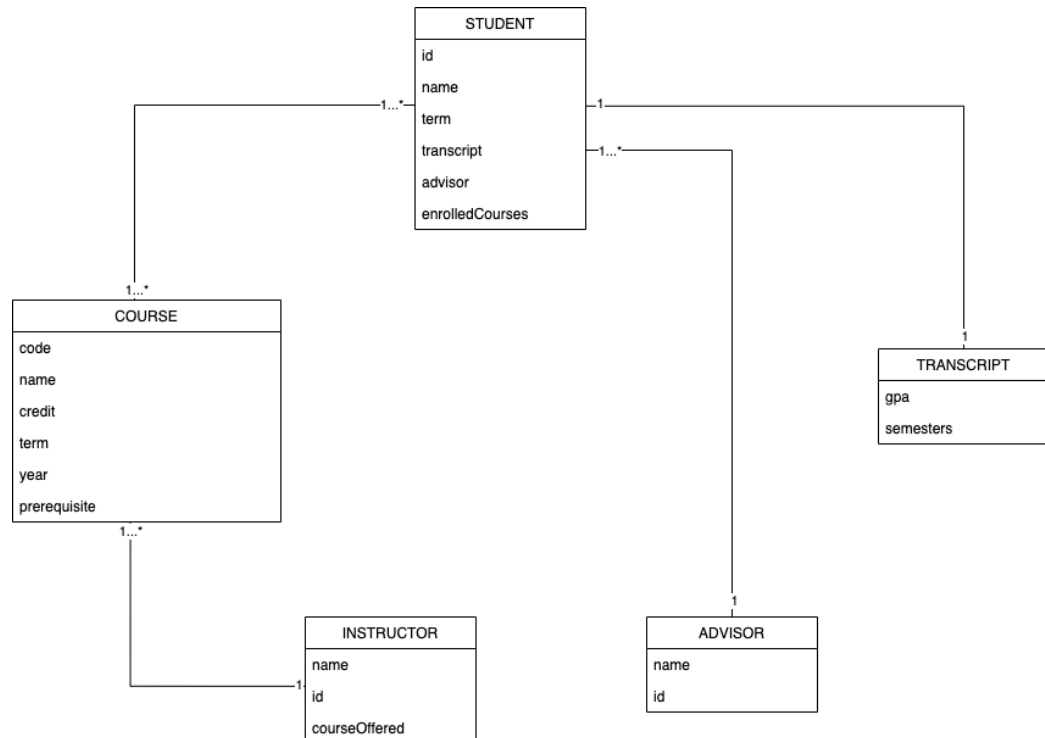 STUDENT
id
name
term
transcript
advisor
enrolledCourses
1...*
1
1...*
1...*
COURSE
code
name
credit
term
year
prerequisite
1...*
1
TRANSCRIPT
gpa
semesters
1
INSTRUCTOR
name
id
courseOffered
1
ADVISOR
name
id